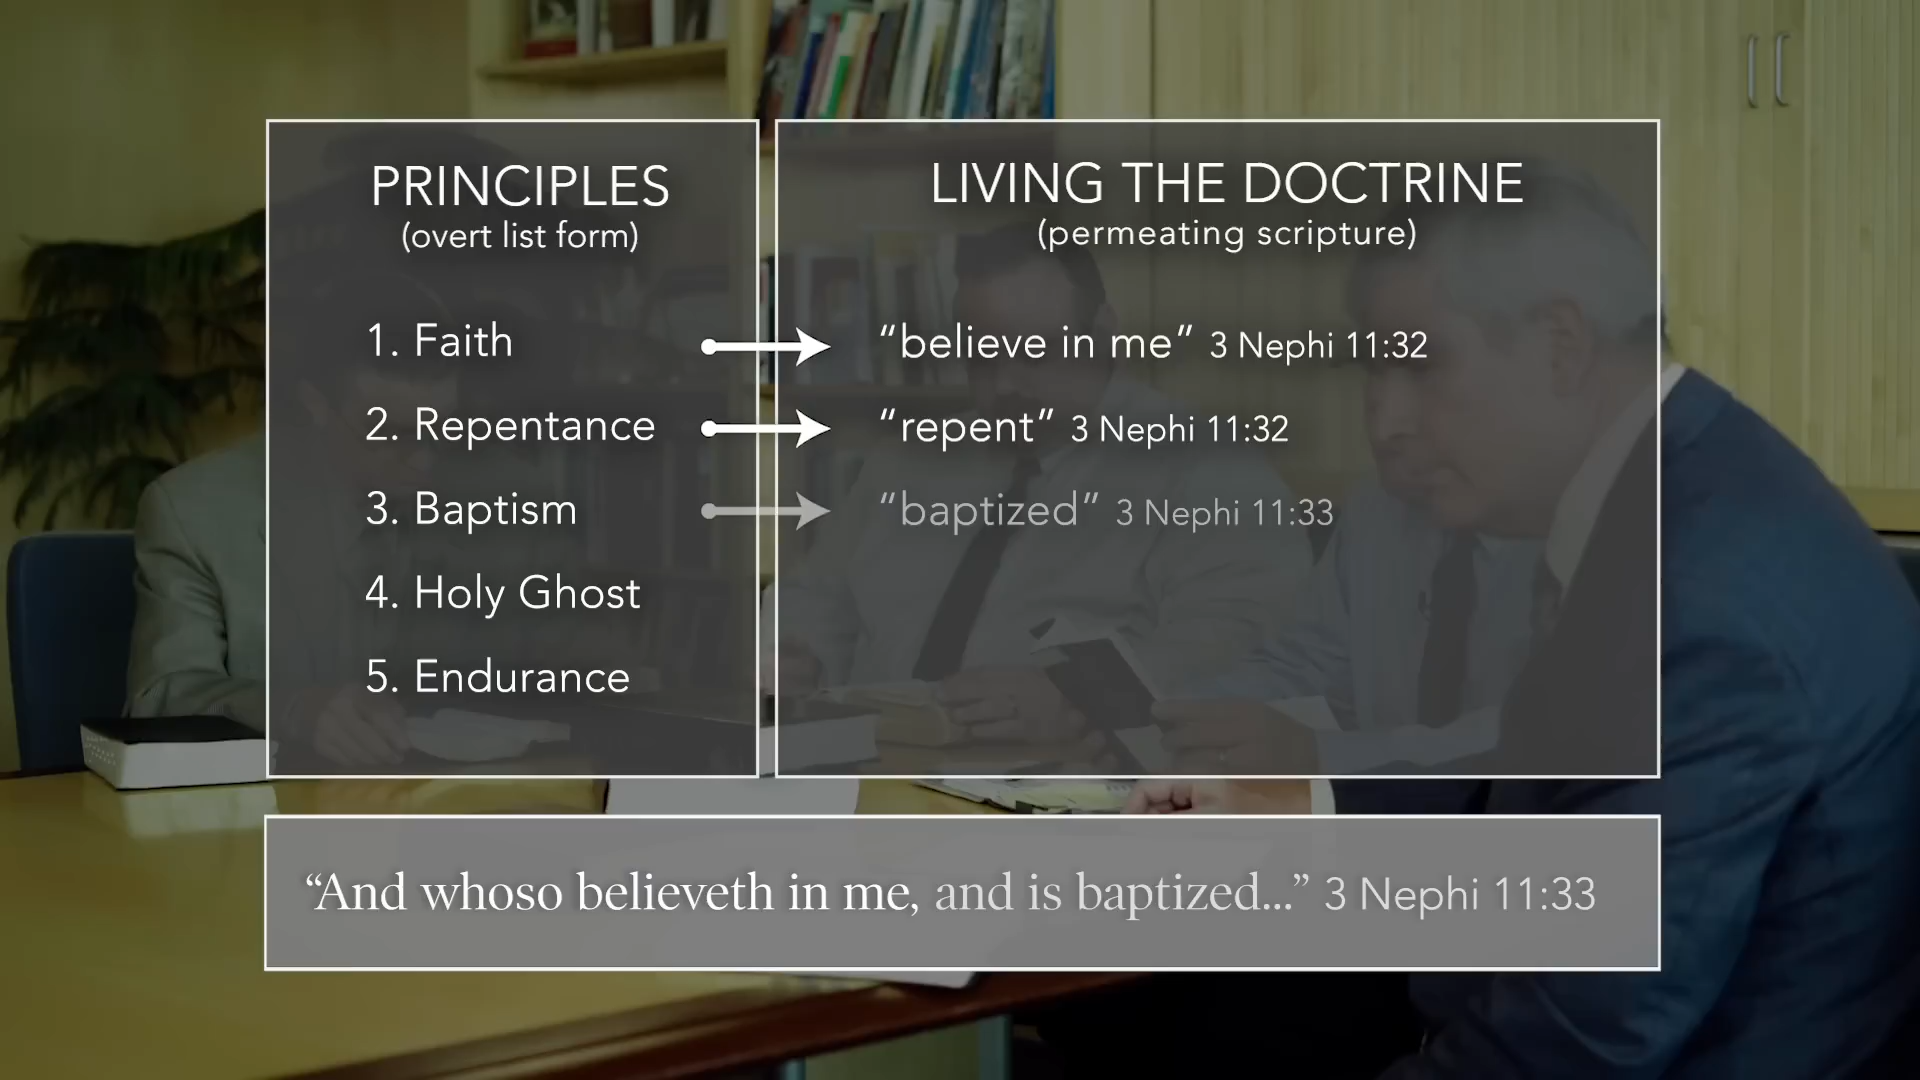 PRINCIPLES
(overt list form)
1. Faith
2. Repentance
3. Baptism
4. Holy Ghost
5. Endurance
LIVING THE DOCTRINE
(permeating scripture)
“believe in me” 3 Nephi 11:32
“repent” 3 Nephi 11:32
“baptized” 3 Nephi 11:33
“And whoso believeth in me, and is baptized...” 3 Nephi 11:33